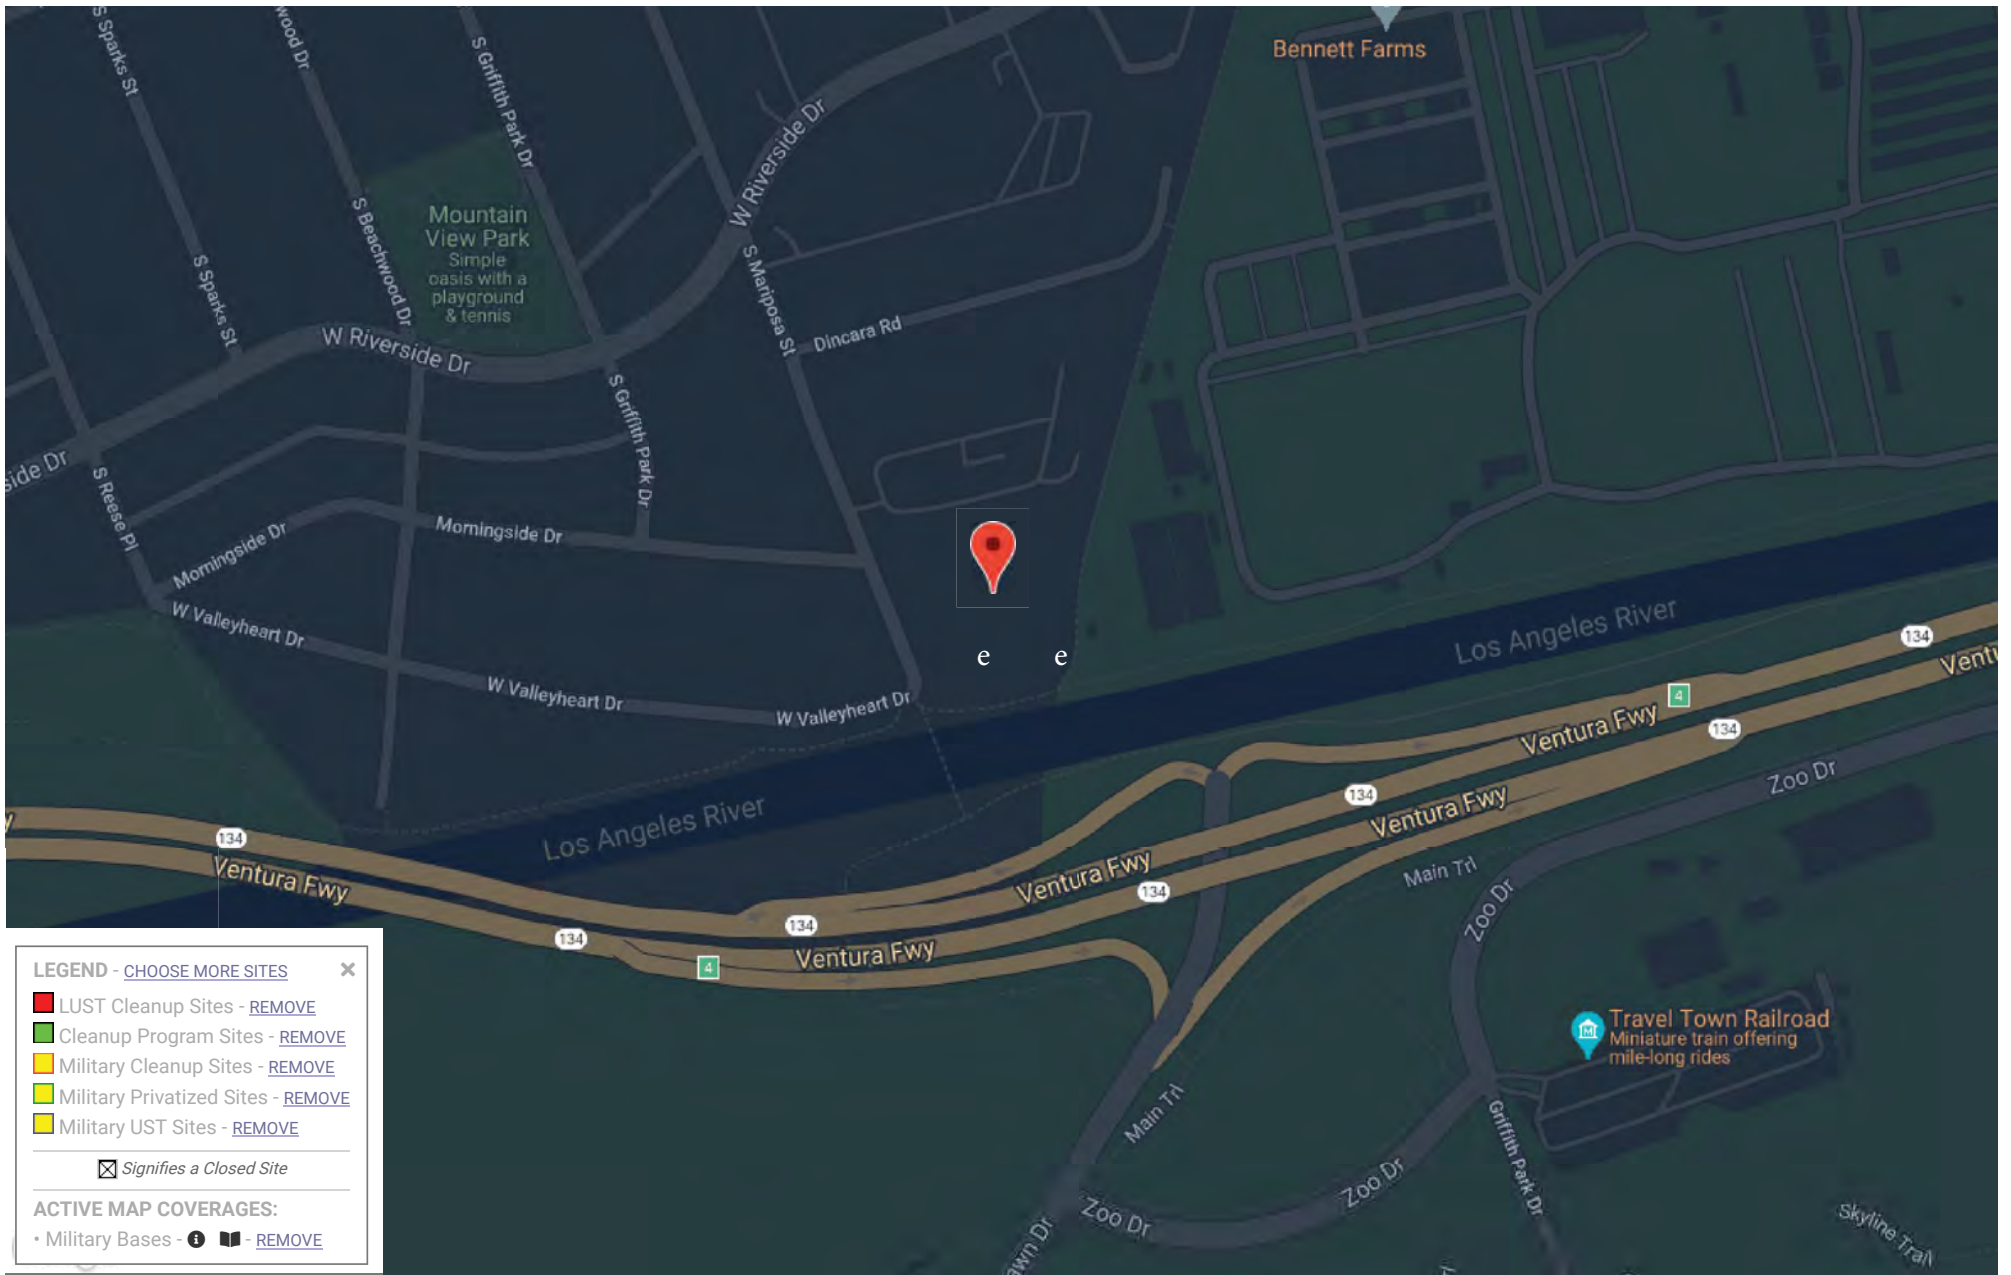 S Sparks St
wood Dr
S Griffith Park Dr
Bennett Farms
W Riverside Dr
Mountain
View Park
Simple
oasis with a
playground
& tennis
S Beachwood Dr
S Sparks St
S Mariposa St
Dincara Rd
W Riverside Dr
S Griffith Park Dr
side Dr
S Reese Pl
Morningside Dr
Morningside Dr
W Valleyheart Dr
W Valleyheart Dr
W Valleyheart Dr
e e
Los Angeles River
134
Ventu
4
Ventura Fwy
134
Zoo Dr
134
Ventura Fwy
Los Angeles River
y
134
Ventura Fwy
Ventura Fwy
134
Main Trl
Zoo Dr
134
134
Ventura Fwy
4
Travel Town Railroad
Miniature train offering
mile-long rides
Main Trl
Griffith Park Dr
Zoo Dr
Zoo Dr
awn Dr
rl
Skyline Trail
LEGEND - CHOOSE MORE SITES ×
LUST Cleanup Sites - REMOVE
Cleanup Program Sites - REMOVE
Military Cleanup Sites - REMOVE
Military Privatized Sites - REMOVE
Military UST Sites - REMOVE
Signifies a Closed Site
ACTIVE MAP COVERAGES:
• Military Bases - - REMOVE